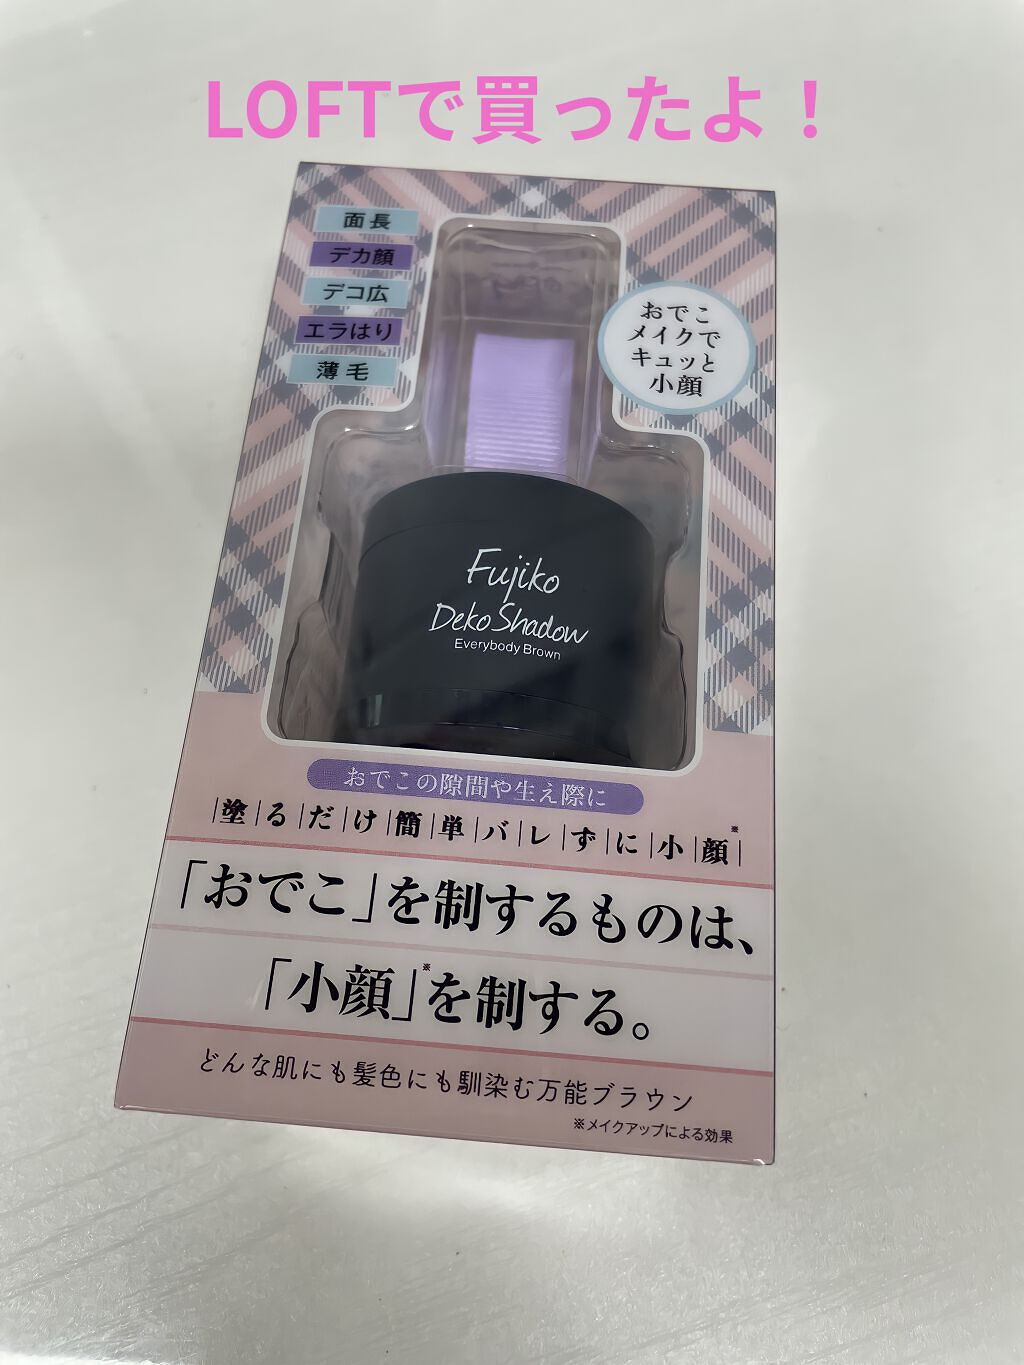 LOFTで買ったよ！
面長
デカ顔
デコ広
エラはり
薄毛
おでこ
メイクで
キュッと
小顔
Fujiko
Deko Shadow
Everybody Brown
おでこの隙間や生え際に
塗るだけ簡単バレずに小顔※
「おでこ」を制するものは、
「小顔」※を制する。
どんな肌にも髪色にも馴染む万能ブラウン
※メイクアップによる効果